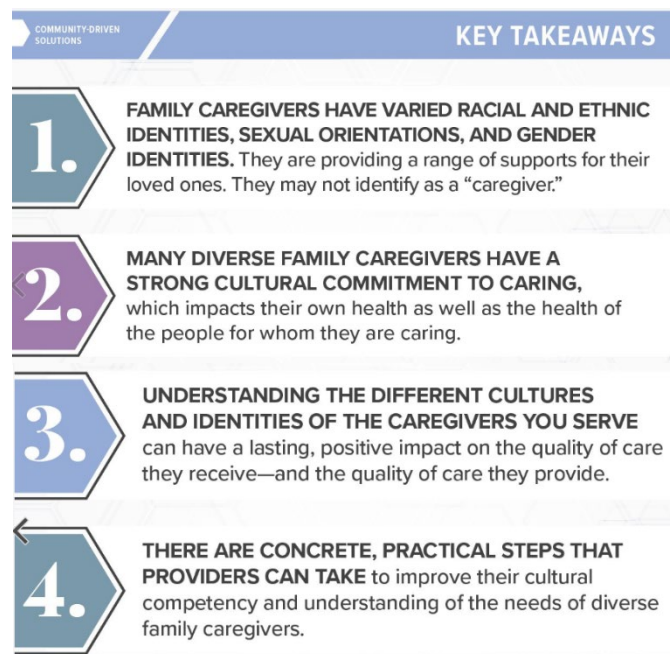 COMMUNITY-DRIVEN
SOLUTIONS
KEY TAKEAWAYS
1.
FAMILY CAREGIVERS HAVE VARIED RACIAL AND ETHNIC
IDENTITIES, SEXUAL ORIENTATIONS, AND GENDER
IDENTITIES. They are providing a range of supports for their
loved ones. They may not identify as a “caregiver.”
2.
MANY DIVERSE FAMILY CAREGIVERS HAVE A
STRONG CULTURAL COMMITMENT TO CARING,
which impacts their own health as well as the health of
the people for whom they are caring.
3.
UNDERSTANDING THE DIFFERENT CULTURES
AND IDENTITIES OF THE CAREGIVERS YOU SERVE
can have a lasting, positive impact on the quality of care
they receive—and the quality of care they provide.
4.
THERE ARE CONCRETE, PRACTICAL STEPS THAT
PROVIDERS CAN TAKE to improve their cultural
competency and understanding of the needs of diverse
family caregivers.